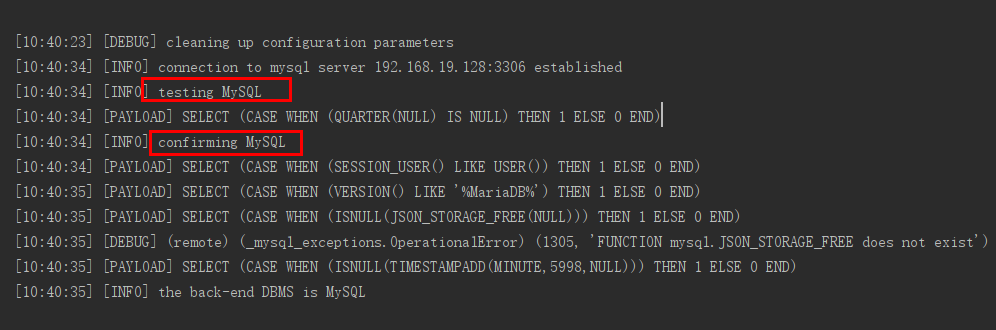 [10:40:23] [DEBUG] cleaning up configuration parameters
[10:40:34] [INFO] connection to mysql server 192.168.19.128:3306 established
[10:40:34] [INFO] testing MySQL
[10:40:34] [PAYLOAD] SELECT (CASE WHEN (QUARTER(NULL) IS NULL) THEN 1 ELSE 0 END)
[10:40:34] [INFO] confirming MySQL
[10:40:34] [PAYLOAD] SELECT (CASE WHEN (SESSION_USER() LIKE USER()) THEN 1 ELSE 0 END)
[10:40:35] [PAYLOAD] SELECT (CASE WHEN (VERSION() LIKE '%MariaDB%') THEN 1 ELSE 0 END)
[10:40:35] [PAYLOAD] SELECT (CASE WHEN (ISNULL(JSON_STORAGE_FREE(NULL))) THEN 1 ELSE 0 END)
[10:40:35] [DEBUG] (remote) (_mysql_exceptions.OperationalError) (1305, 'FUNCTION mysql.JSON_STORAGE_FREE does not exist')
[10:40:35] [PAYLOAD] SELECT (CASE WHEN (ISNULL(TIMESTAMPADD(MINUTE,5998,NULL))) THEN 1 ELSE 0 END)
[10:40:35] [INFO] the back-end DBMS is MySQL